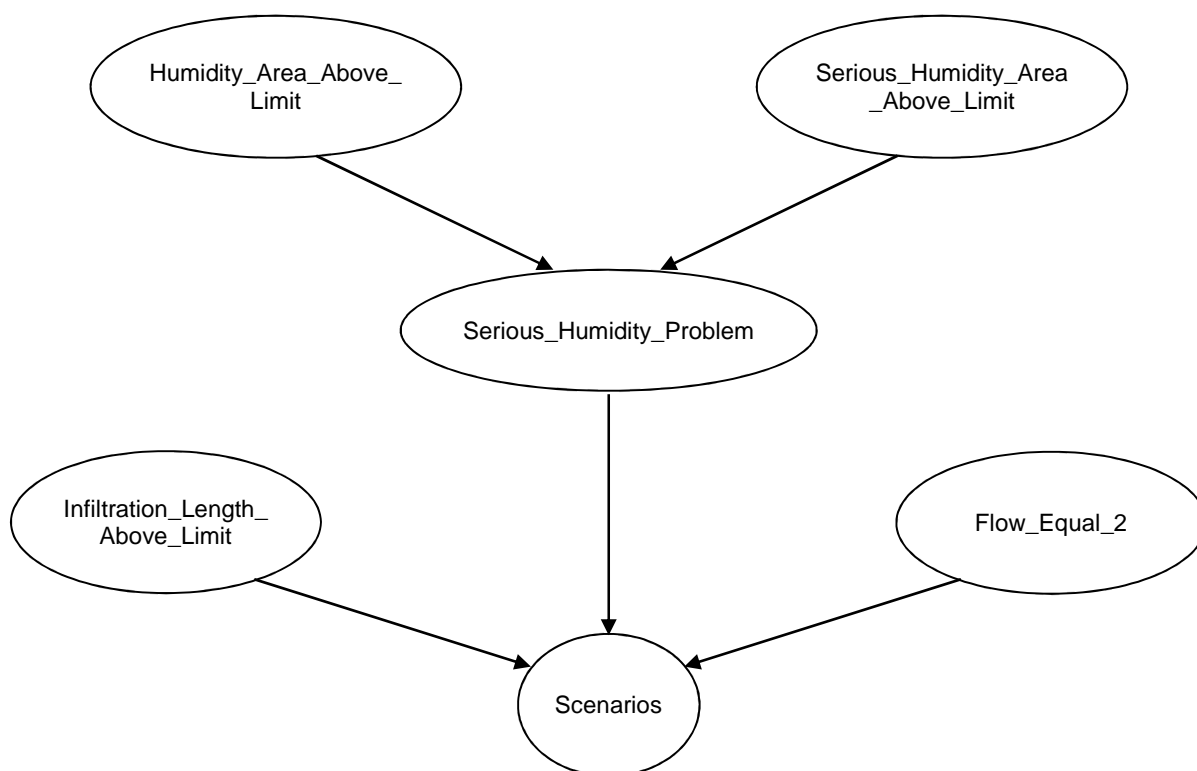 Humidity_Area_Above_
Limit
Serious_Humidity_Area
_Above_Limit
Serious_Humidity_Problem
Infiltration_Length_
Above_Limit
Flow_Equal_2
Scenarios